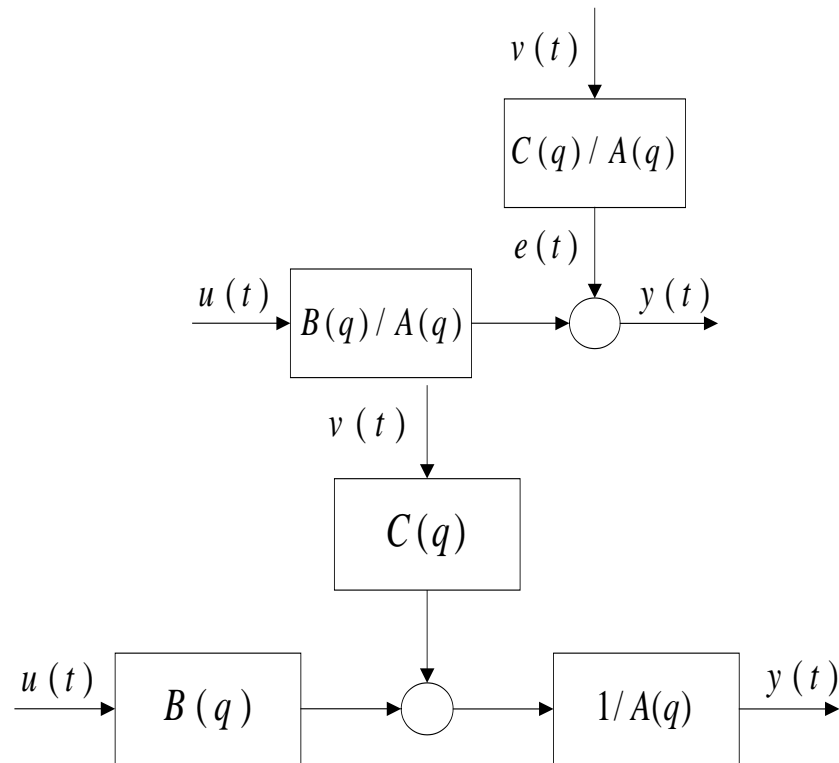 v(t)
C(q)/A(q)
e(t)
u(t)
B(q)/A(q)
y(t)
v(t)
C(q)
u(t)
B(q)
1/A(q)
y(t)